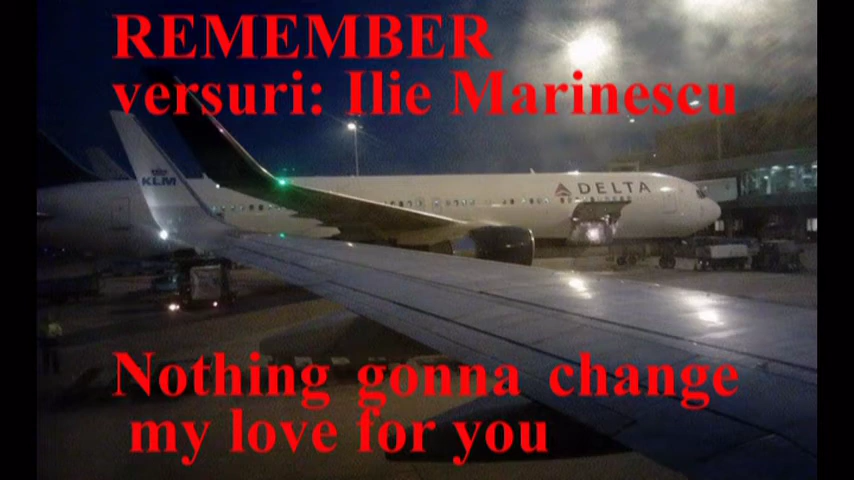 REMEMBER
versuri: Ilie Marinescu
KLM
DELTA
Nothing gonna change
my love for you